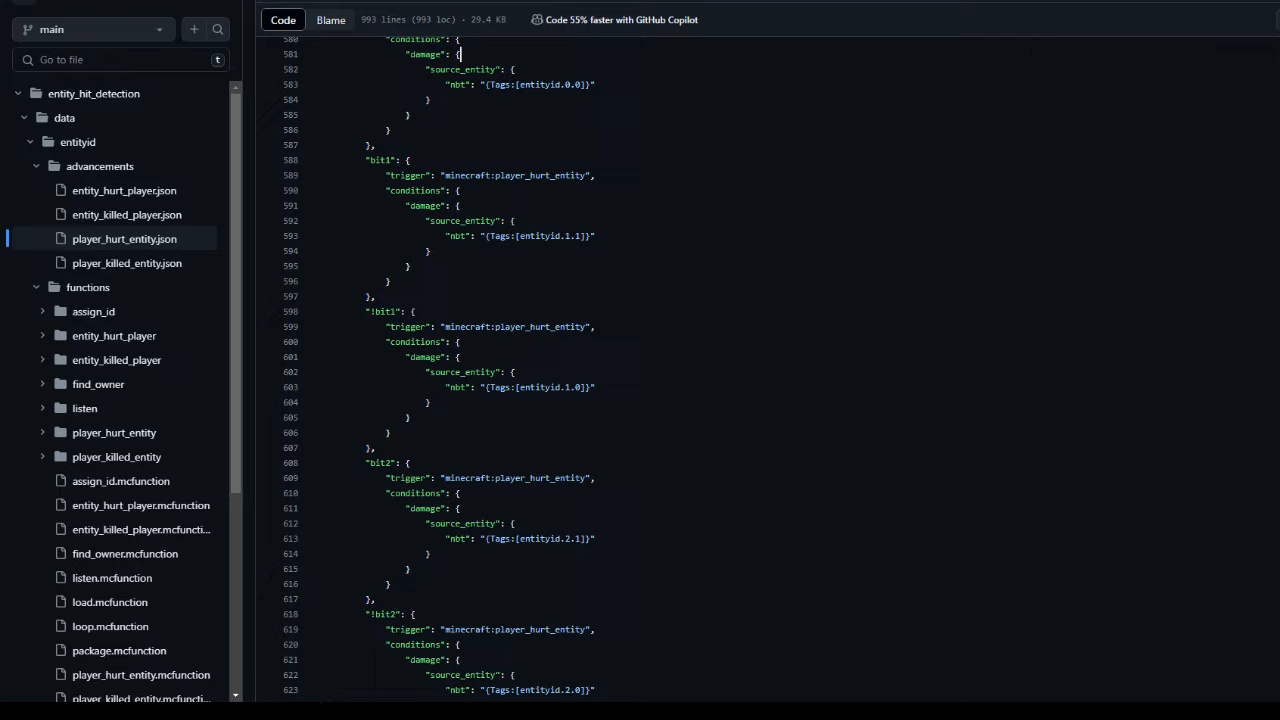 main
Go to file
t
entity_hit_detection
data
entityid
advancements
entity_hurt_player.json
entity_killed_player.json
player_hurt_entity.json
player_killed_entity.json
functions
assign_id
entity_hurt_player
entity_killed_player
find_owner
listen
player_hurt_entity
player_killed_entity
assign_id.mcfunction
entity_hurt_player.mcfunction
entity_killed_player.mcfuncti...
find_owner.mcfunction
listen.mcfunction
load.mcfunction
loop.mcfunction
package.mcfunction
player_hurt_entity.mcfunction
player_killed_entity.mcfuncti...
Code Blame 993 lines (993 loc) · 29.4 KB Code 55% faster with GitHub Copilot
580 "conditions": {
581 "damage": {
582 "source_entity": {
583 "nbt": "{Tags:[entityid.0.0]}"
584 }
585 }
586 }
587 },
588 "bit1": {
589 "trigger": "minecraft:player_hurt_entity",
590 "conditions": {
591 "damage": {
592 "source_entity": {
593 "nbt": "{Tags:[entityid.1.1]}"
594 }
595 }
596 }
597 },
598 "!bit1": {
599 "trigger": "minecraft:player_hurt_entity",
600 "conditions": {
601 "damage": {
602 "source_entity": {
603 "nbt": "{Tags:[entityid.1.0]}"
604 }
605 }
606 }
607 },
608 "bit2": {
609 "trigger": "minecraft:player_hurt_entity",
610 "conditions": {
611 "damage": {
612 "source_entity": {
613 "nbt": "{Tags:[entityid.2.1]}"
614 }
615 }
616 }
617 },
618 "!bit2": {
619 "trigger": "minecraft:player_hurt_entity",
620 "conditions": {
621 "damage": {
622 "source_entity": {
623 "nbt": "{Tags:[entityid.2.0]}"